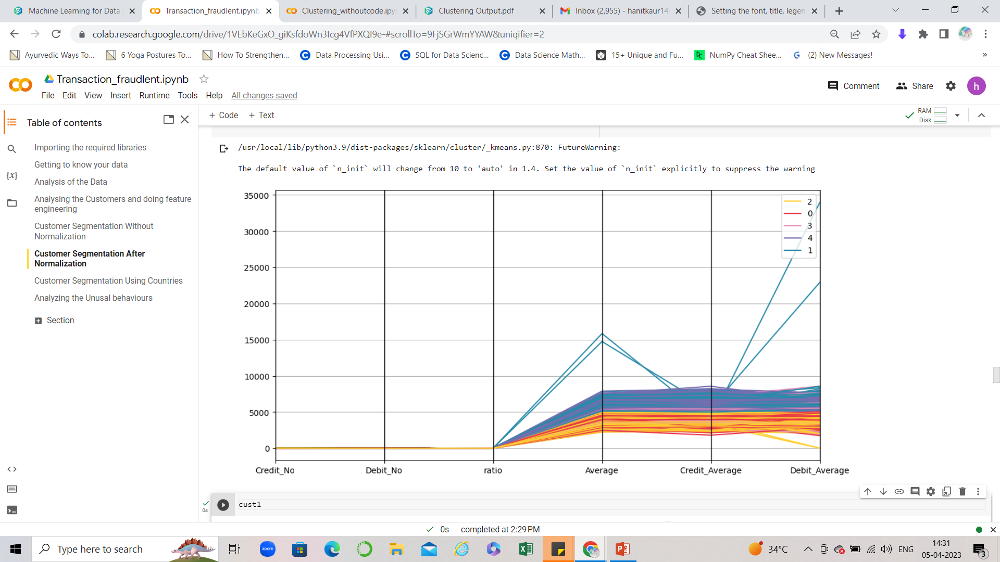 Machine Learning for Data
Transaction_fraudlent.ipynb
Clustering_withoutcode.ipy
Clustering Output.pdf
Inbox (2,955) - hanitkaur14
Setting the font, title, legen
colab.research.google.com/drive/1VEbKeGxO_giKsfdoWn3Icg4VfPXQI9e-#scrollTo=9FjSGrWmYYAW&uniqifier=2
Ayurvedic Ways To...
6 Yoga Postures To...
How To Strengthen...
Data Processing Usi...
SQL for Data Scienc...
Data Science Math...
15+ Unique and Fu...
NumPy Cheat Shee...
(2) New Messages!
»
Transaction_fraudlent.ipynb
Comment
Share
h
File Edit View Insert Runtime Tools Help All changes saved
Table of contents
+ Code + Text
RAM
Disk
Importing the required libraries
Getting to know your data
Analysis of the Data
Analysing the Customers and doing feature
engineering
Customer Segmentation Without
Normalization
Customer Segmentation After
Normalization
Customer Segmentation Using Countries
Analyzing the Unusal behaviours
Section
{x}
/usr/local/lib/python3.9/dist-packages/sklearn/cluster/_kmeans.py:870: FutureWarning:
The default value of `n_init` will change from 10 to 'auto' in 1.4. Set the value of `n_init` explicitly to suppress the warning
35000
30000
25000
20000
15000
10000
5000
0
2
0
3
4
1
Credit_No
Debit_No
ratio
Average
Credit_Average
Debit_Average
0s
cust1
0s completed at 2:29 PM
Type here to search
zoom
34°C
ENG
14:31
05-04-2023
3